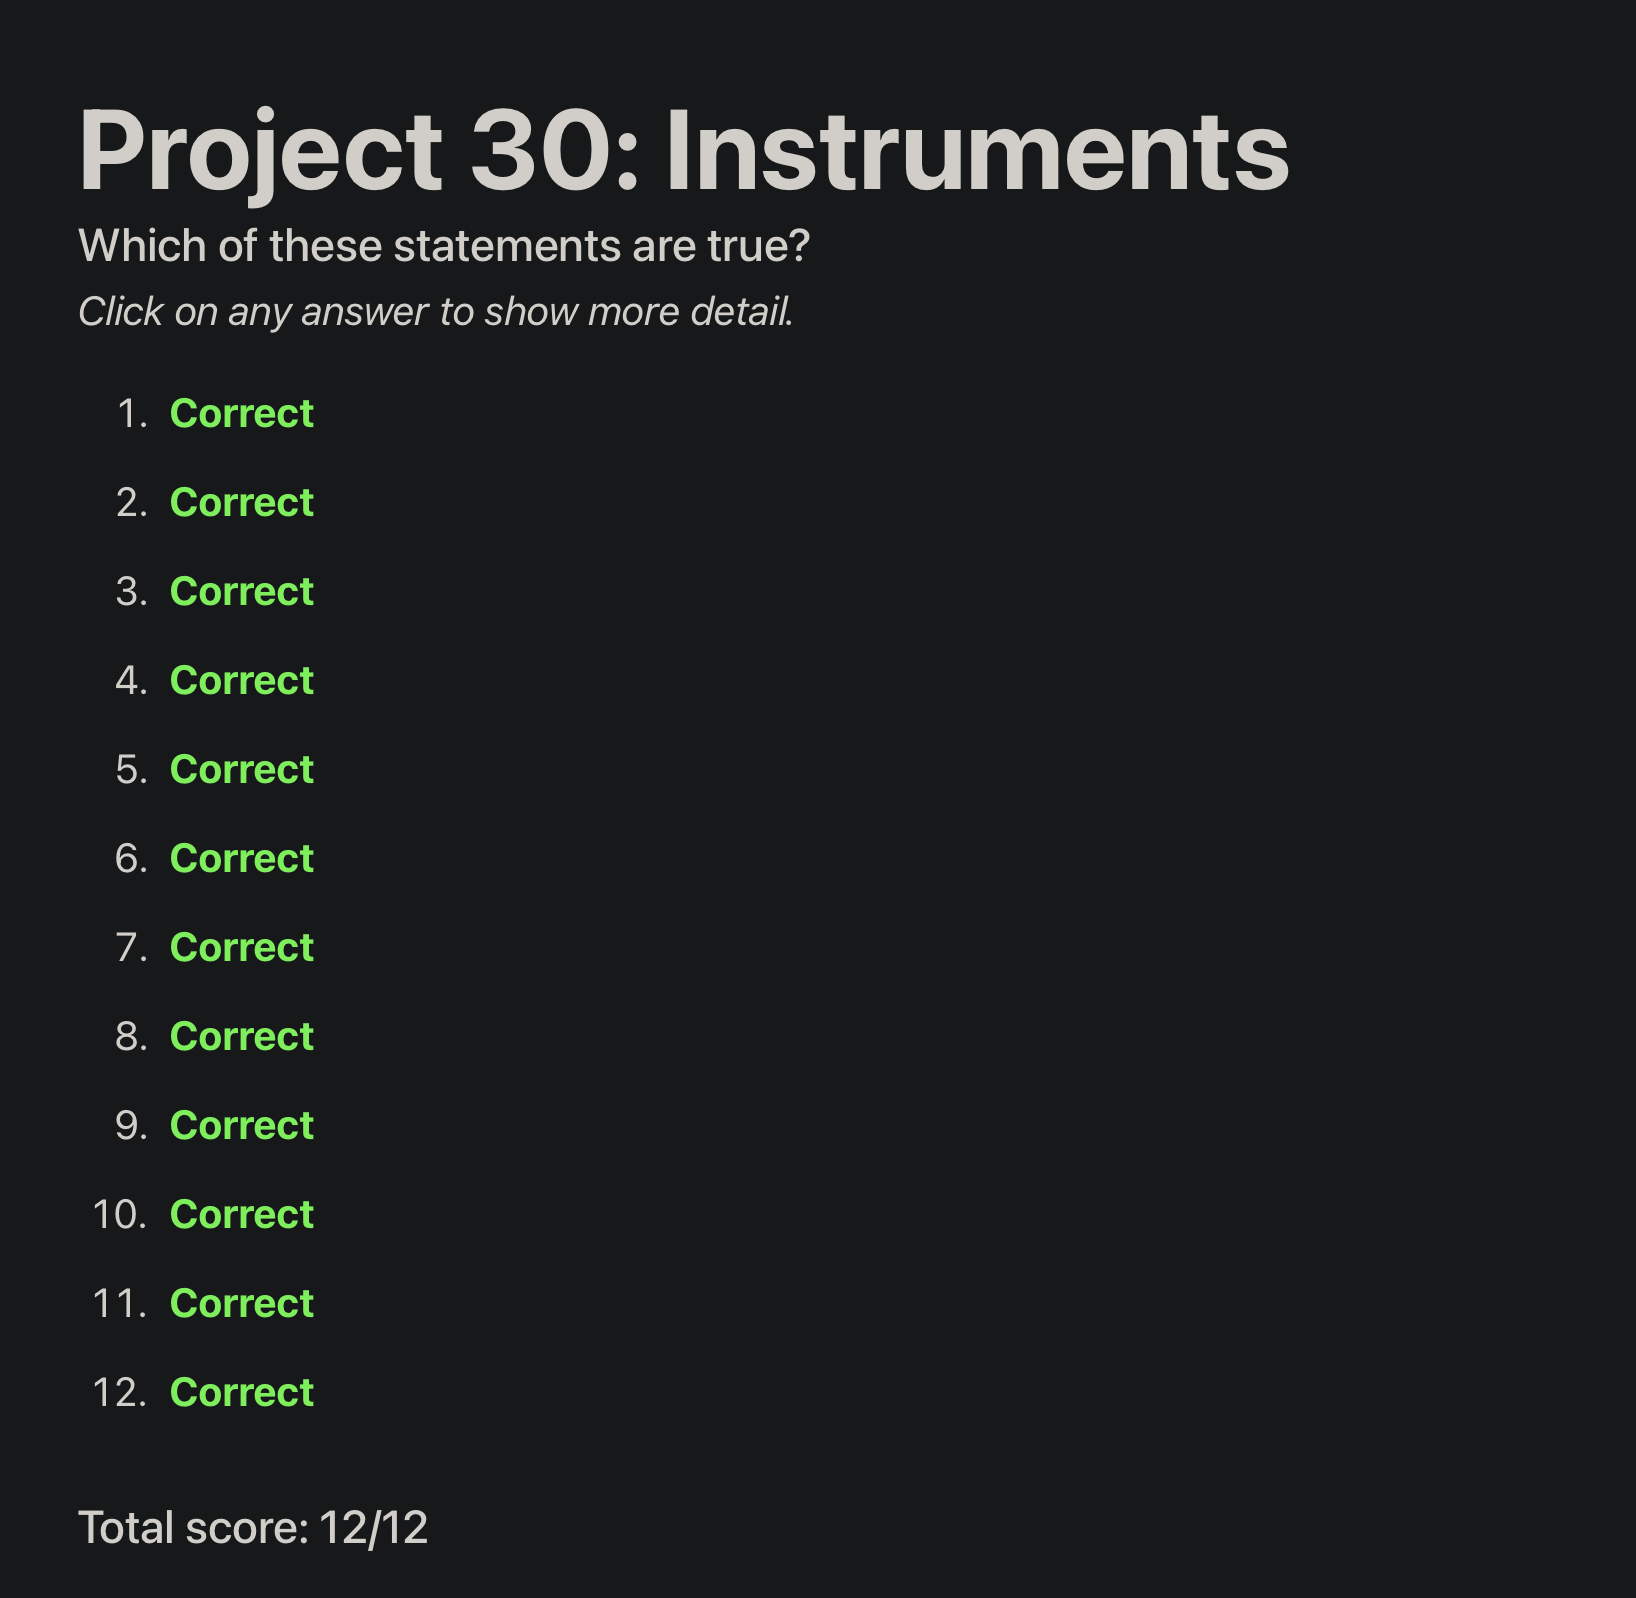 Project 30: Instruments
Which of these statements are true?
Click on any answer to show more detail.
1. Correct
2. Correct
3. Correct
4. Correct
5. Correct
6. Correct
7. Correct
8. Correct
9. Correct
10. Correct
11. Correct
12. Correct
Total score: 12/12